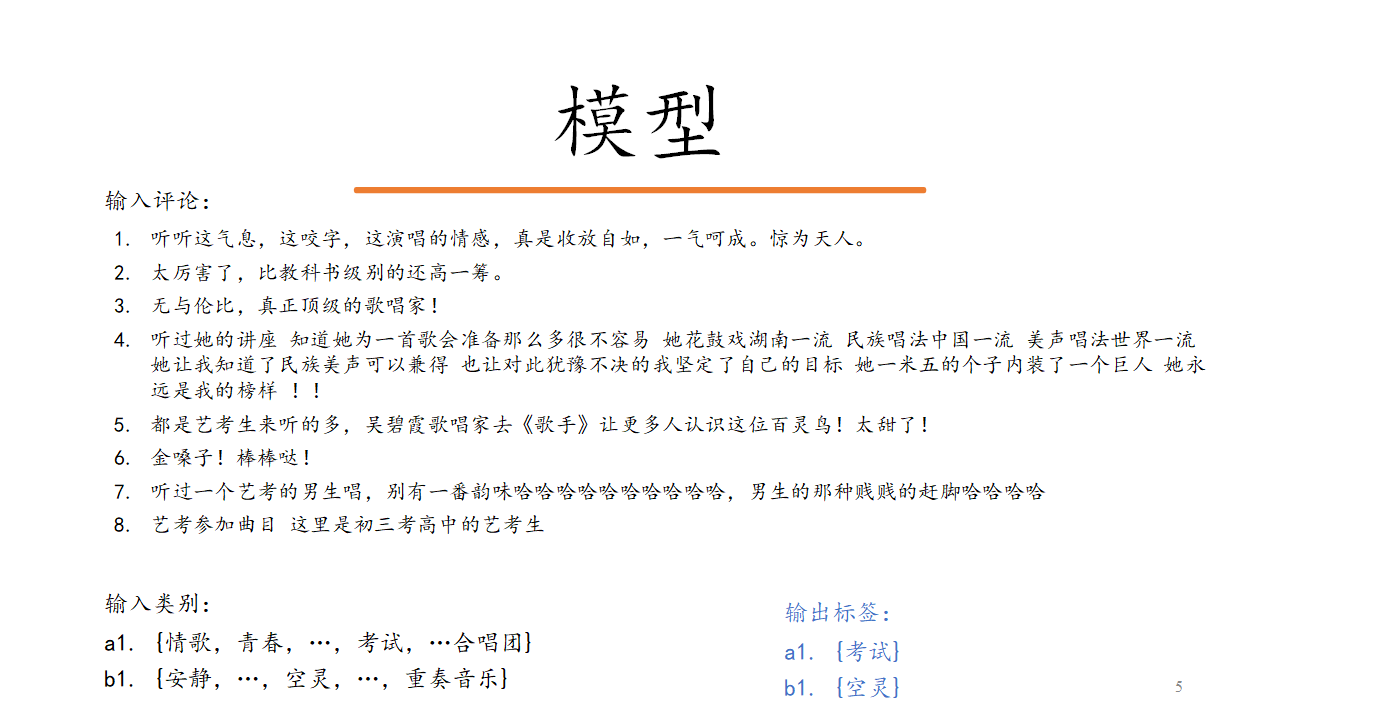 模型
输入评论：
1. 听听这气息，这咬字，这演唱的情感，真是收放自如，一气呵成。惊为天人。
2. 太厉害了，比教科书级别的还高一筹。
3. 无与伦比，真正顶级的歌唱家！
4. 听过她的讲座 知道她为一首歌会准备那么多很不容易 她花鼓戏湖南一流 民族唱法中国一流 美声唱法世界一流
她让我知道了民族美声可以兼得 也让对此犹豫不决的我坚定了自己的目标 她一米五的个子内装了一个巨人 她永
远是我的榜样 ！！
5. 都是艺考生来听的多，吴碧霞歌唱家去《歌手》让更多人认识这位百灵鸟！太甜了！
6. 金嗓子！棒棒哒！
7. 听过一个艺考的男生唱，别有一番韵味哈哈哈哈哈哈哈哈哈哈，男生的那种贱贱的赶脚哈哈哈哈
8. 艺考参加曲目 这里是初三考高中的艺考生
输入类别：
a1. {情歌，青春，…，考试，…合唱团}
b1. {安静，…，空灵，…，重奏音乐}
输出标签：
a1. {考试}
b1. {空灵}
5